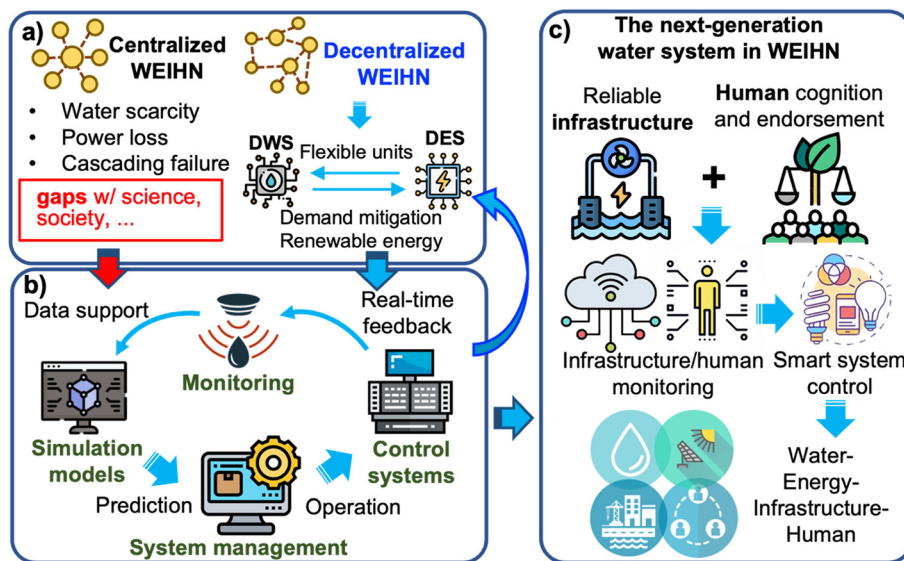 a)
Centralized
WEIHN
Decentralized
WEIHN
• Water scarcity
• Power loss
• Cascading failure
gaps w/ science,
society, ...
DWS
Flexible units
DES
Demand mitigation
Renewable energy
b)
Data support
Real-time
feedback
Monitoring
Simulation
models
Control
systems
Prediction
Operation
System management
c)
The next-generation
water system in WEIHN
Reliable
infrastructure
Human cognition
and endorsement
+
Infrastructure/human
monitoring
Smart system
control
Water-
Energy-
Infrastructure-
Human